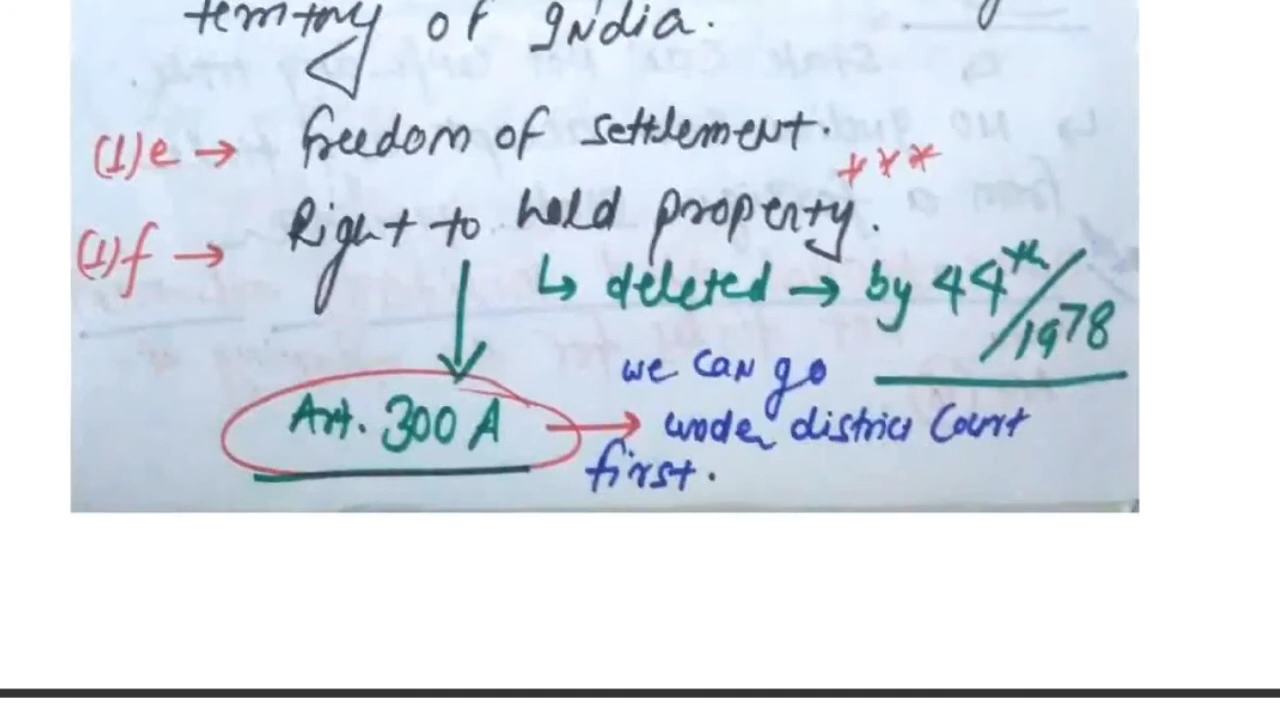 territory of India.
(1)e → freedom of settlement.
(1)f → Right to hold property. ***
↳ deleted → by 44th/1978
Art. 300 A → we can go
under district Court
first.